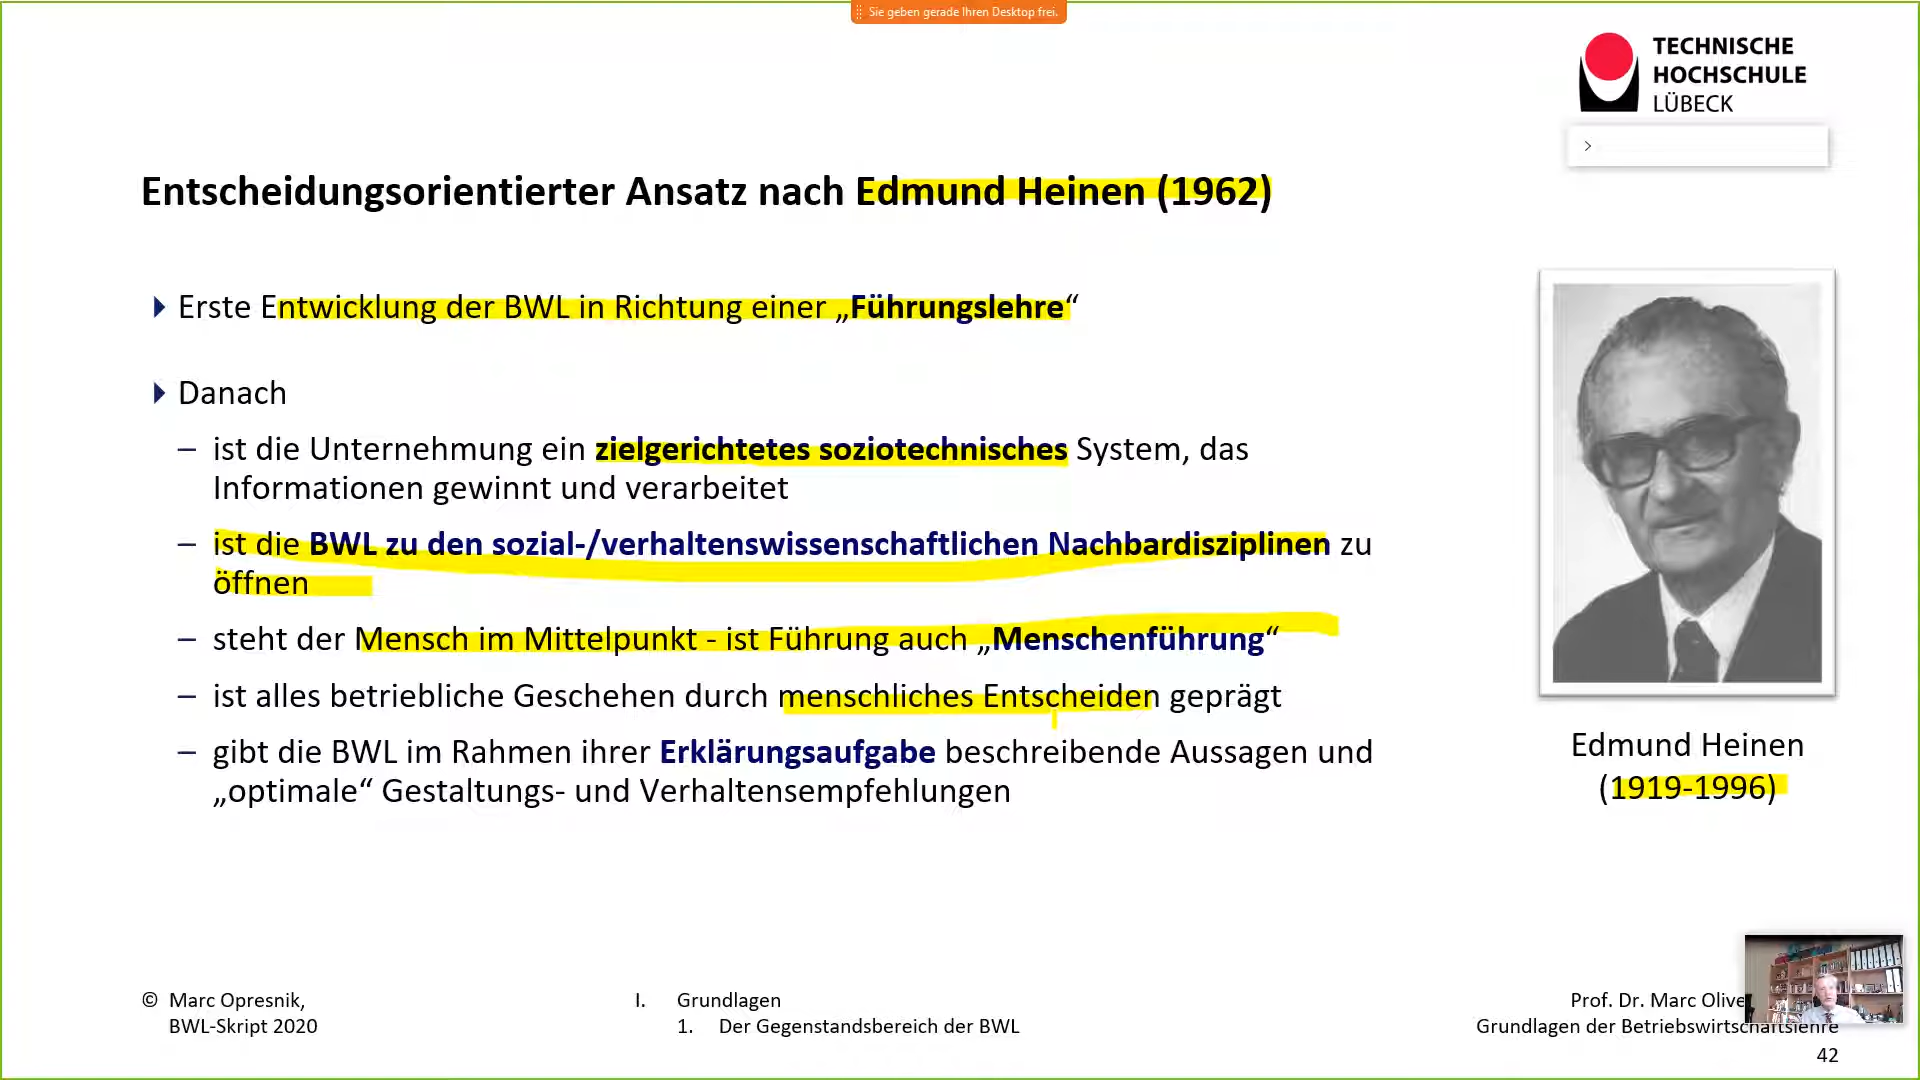 Sie geben gerade Ihren Desktop frei.
TECHNISCHE
HOCHSCHULE
LÜBECK
Entscheidungsorientierter Ansatz nach Edmund Heinen (1962)
Erste Entwicklung der BWL in Richtung einer „Führungslehre“
Danach
– ist die Unternehmung ein zielgerichtetes soziotechnisches System, das
Informationen gewinnt und verarbeitet
– ist die BWL zu den sozial-/verhaltenswissenschaftlichen Nachbardisziplinen zu
öffnen
– steht der Mensch im Mittelpunkt - ist Führung auch „Menschenführung“
– ist alles betriebliche Geschehen durch menschliches Entscheiden geprägt
– gibt die BWL im Rahmen ihrer Erklärungsaufgabe beschreibende Aussagen und
„optimale“ Gestaltungs- und Verhaltensempfehlungen
Edmund Heinen
(1919-1996)
© Marc Opresnik,
BWL-Skript 2020
I. Grundlagen
1. Der Gegenstandsbereich der BWL
Prof. Dr. Marc Olive
Grundlagen der Betriebswirtschaftslehre
42